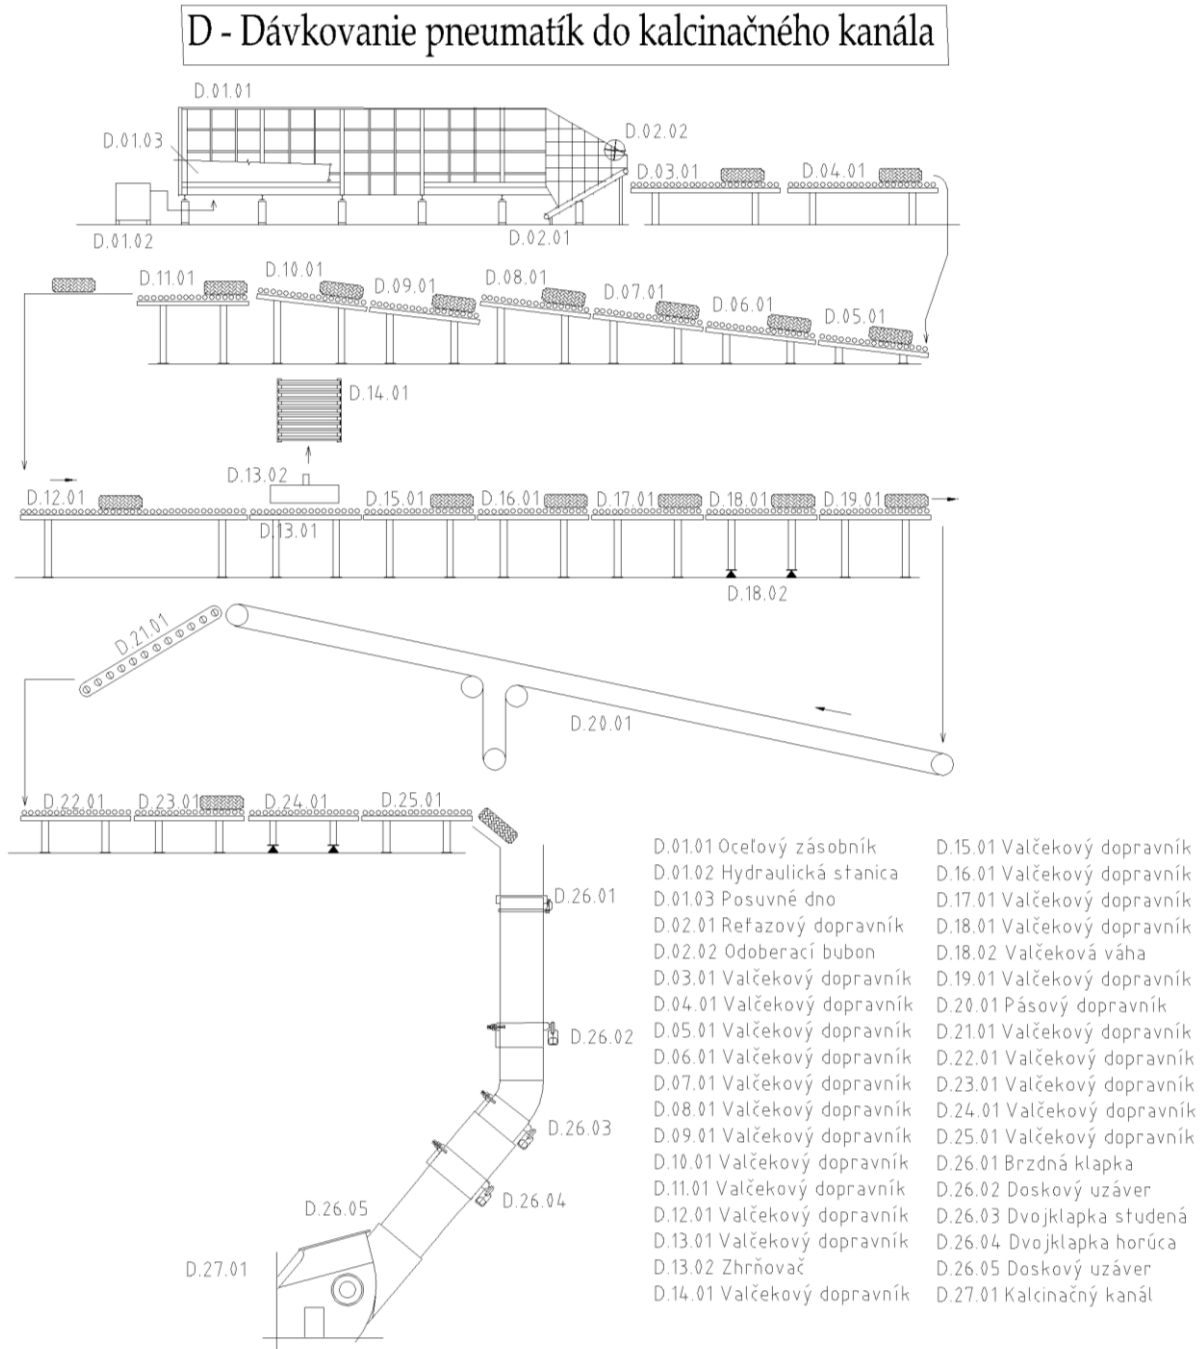 D - Dávkovanie pneumatík do kalcinačného kanála
D.01.01
D.01.03
D.02.02
D.03.01
D.04.01
D.01.02
D.02.01
D.11.01
D.10.01
D.09.01
D.08.01
D.07.01
D.06.01
D.05.01
D.14.01
D.13.02
D.12.01
D.13.01
D.15.01
D.16.01
D.17.01
D.18.01
D.19.01
D.18.02
D.21.01
D.20.01
D.22.01
D.23.01
D.24.01
D.25.01
D.26.01
D.26.02
D.26.03
D.26.04
D.26.05
D.27.01
D.01.01 Oceľový zásobník
D.01.02 Hydraulická stanica
D.01.03 Posuvné dno
D.02.01 Reťazový dopravník
D.02.02 Odoberací bubon
D.03.01 Valčekový dopravník
D.04.01 Valčekový dopravník
D.05.01 Valčekový dopravník
D.06.01 Valčekový dopravník
D.07.01 Valčekový dopravník
D.08.01 Valčekový dopravník
D.09.01 Valčekový dopravník
D.10.01 Valčekový dopravník
D.11.01 Valčekový dopravník
D.12.01 Valčekový dopravník
D.13.01 Valčekový dopravník
D.13.02 Zhrňovač
D.14.01 Valčekový dopravník
D.15.01 Valčekový dopravník
D.16.01 Valčekový dopravník
D.17.01 Valčekový dopravník
D.18.01 Valčekový dopravník
D.18.02 Valčeková váha
D.19.01 Valčekový dopravník
D.20.01 Pásový dopravník
D.21.01 Valčekový dopravník
D.22.01 Valčekový dopravník
D.23.01 Valčekový dopravník
D.24.01 Valčekový dopravník
D.25.01 Valčekový dopravník
D.26.01 Brzdná klapka
D.26.02 Doskový uzáver
D.26.03 Dvojklapka studená
D.26.04 Dvojklapka horúca
D.26.05 Doskový uzáver
D.27.01 Kalcinačný kanál